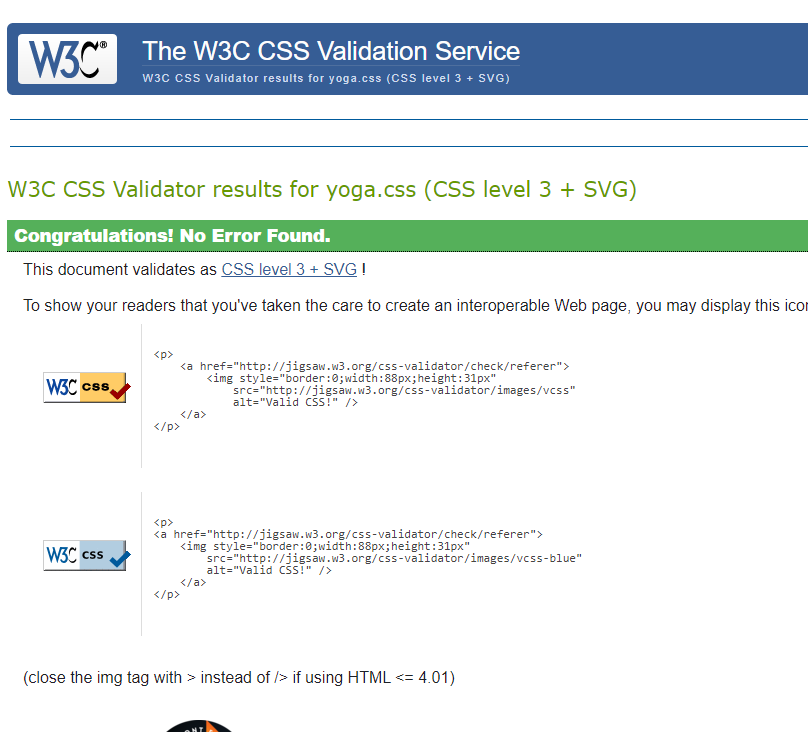 W3C®
The W3C CSS Validation Service
W3C CSS Validator results for yoga.css (CSS level 3 + SVG)
W3C CSS Validator results for yoga.css (CSS level 3 + SVG)
Congratulations! No Error Found.
This document validates as CSS level 3 + SVG !
To show your readers that you've taken the care to create an interoperable Web page, you may display this
<p>
<a href="http://jigsaw.w3.org/css-validator/check/referer">
<img style="border:0;width:88px;height:31px"
W3C css
src="http://jigsaw.w3.org/css-validator/images/vcss"
alt="Valid CSS!" />
</a>
</p>
<p>
<a href="http://jigsaw.w3.org/css-validator/check/referer">
<img style="border:0;width:88px;height:31px"
W3C css
src="http://jigsaw.w3.org/css-validator/images/vcss-blue"
alt="Valid CSS!" />
</a>
</p>
(close the img tag with > instead of /> if using HTML <= 4.01)